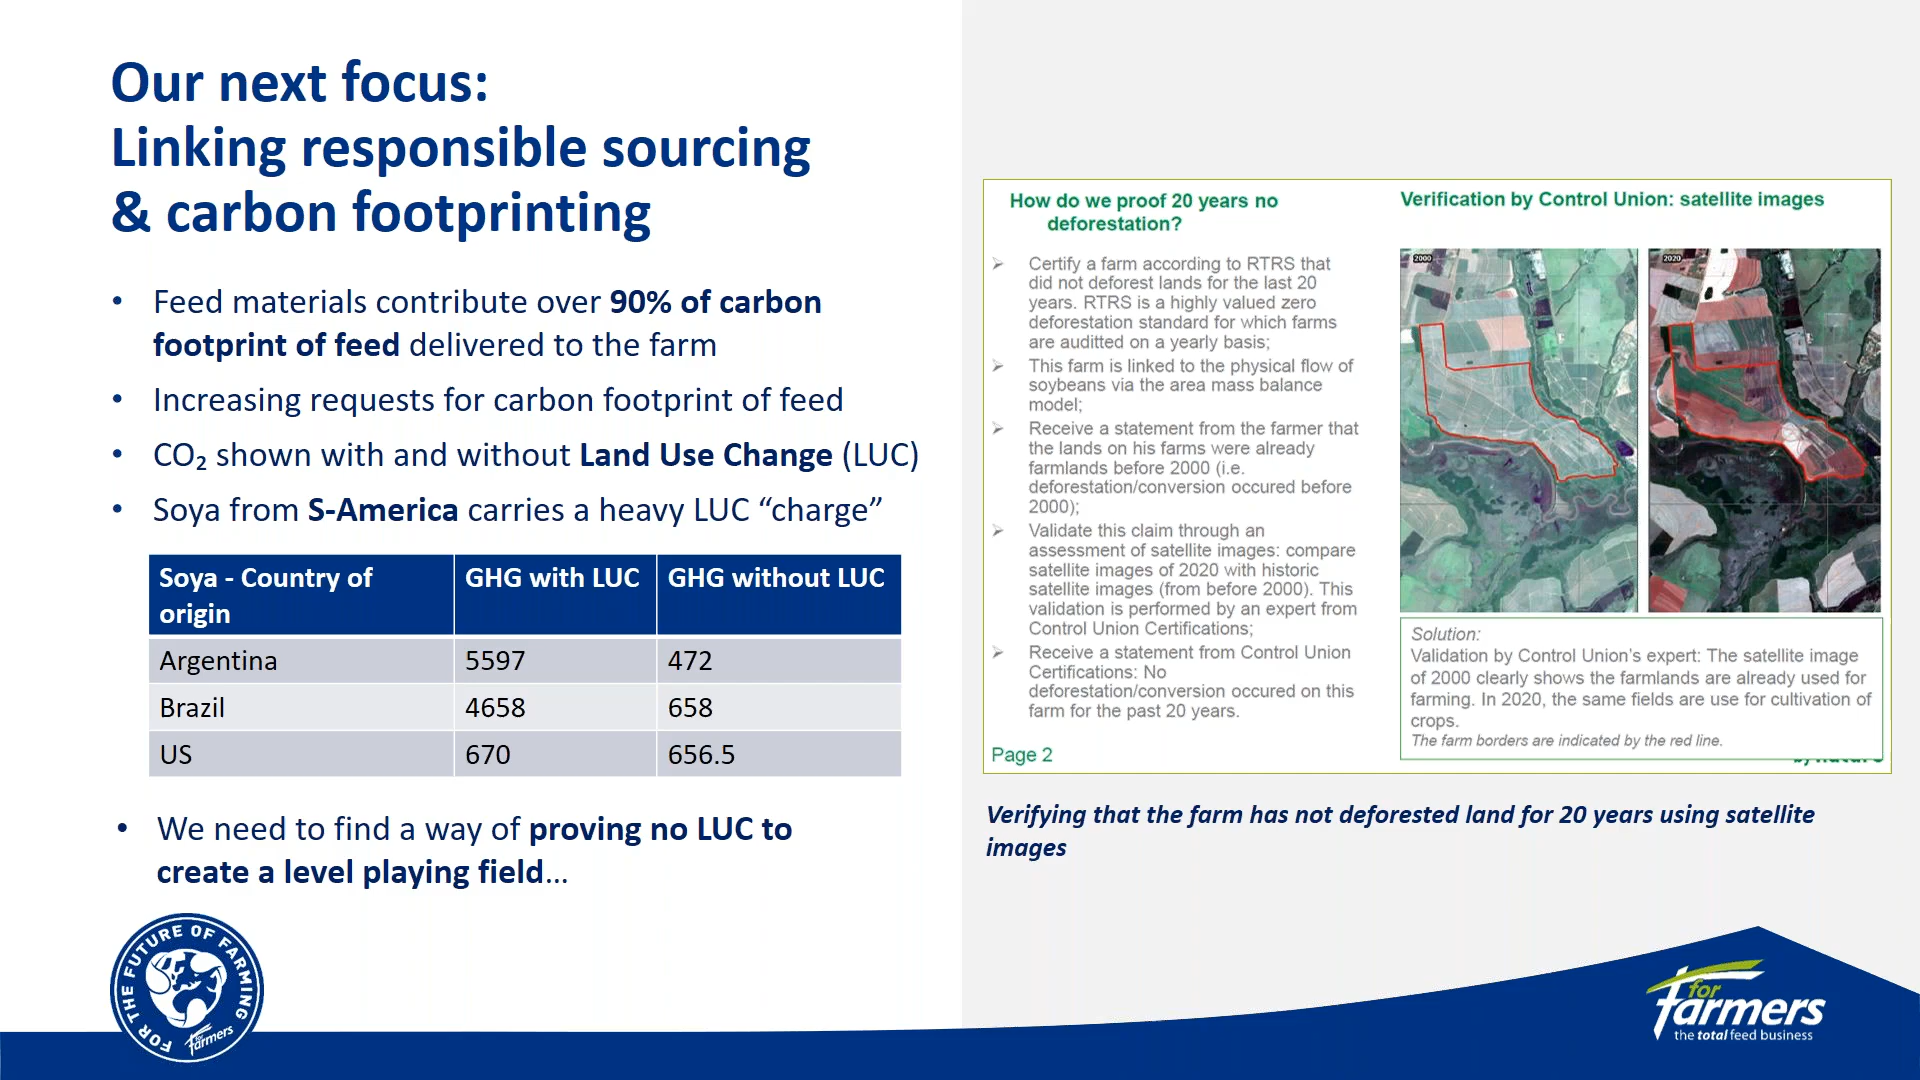 Our next focus:
Linking responsible sourcing
& carbon footprinting
• Feed materials contribute over 90% of carbon
footprint of feed delivered to the farm
• Increasing requests for carbon footprint of feed
• CO₂ shown with and without Land Use Change (LUC)
• Soya from S-America carries a heavy LUC “charge”
Soya - Country of
origin
GHG with LUC
GHG without LUC
Argentina 5597 472
Brazil 4658 658
US 670 656.5
• We need to find a way of proving no LUC to
create a level playing field...
FOR THE FUTURE OF FARMING
for farmers
How do we proof 20 years no
deforestation?
➢ Certify a farm according to RTRS that
did not deforest lands for the last 20
years. RTRS is a highly valued zero
deforestation standard for which farms
are auditted on a yearly basis;
➢ This farm is linked to the physical flow of
soybeans via the area mass balance
model;
➢ Receive a statement from the farmer that
the lands on his farms were already
farmlands before 2000 (i.e.
deforestation/conversion occured before
2000);
➢ Validate this claim through an
assessment of satellite images: compare
satellite images of 2020 with historic
satellite images (from before 2000). This
validation is performed by an expert from
Control Union Certifications;
➢ Receive a statement from Control Union
Certifications: No
deforestation/conversion occured on this
farm for the past 20 years.
Page 2
Verification by Control Union: satellite images
2000
2020
Solution:
Validation by Control Union's expert: The satellite image
of 2000 clearly shows the farmlands are already used for
farming. In 2020, the same fields are use for cultivation of
crops.
The farm borders are indicated by the red line.
Verifying that the farm has not deforested land for 20 years using satellite
images
for
farmers
the total feed business